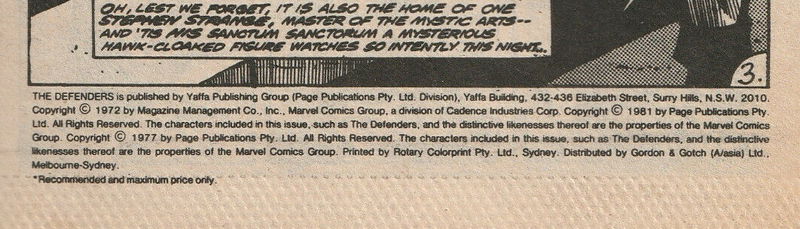 OH, LEST WE FORGET, IT IS ALSO THE HOME OF ONE
STEPHEN STRANGE, MASTER OF THE MYSTIC ARTS--
AND 'TIS HIS SANCTUM SANCTORUM A MYSTERIOUS
HAWK-CLOAKED FIGURE WATCHES SO INTENTLY THIS NIGHT...
3.
THE DEFENDERS is published by Yaffa Publishing Group (Page Publications Pty. Ltd. Division), Yaffa Building, 432-436 Elizabeth Street, Surry Hills, N.S.W. 2010.
Copyright © 1972 by Magazine Management Co., Inc., Marvel Comics Group, a division of Cadence Industries Corp. Copyright © 1981 by Page Publications Pty.
Ltd. All Rights Reserved. The characters included in this issue, such as The Defenders, and the distinctive likenesses thereof are the properties of the Marvel Comics
Group. Copyright © 1977 by Page Publications Pty. Ltd. All Rights Reserved. The characters included in this issue, such as The Defenders, and the distinctive
likenesses thereof are the properties of the Marvel Comics Group. Printed by Rotary Colorprint Pty. Ltd., Sydney. Distributed by Gordon & Gotch (A/asia) Ltd.,
Melbourne-Sydney.
*Recommended and maximum price only.